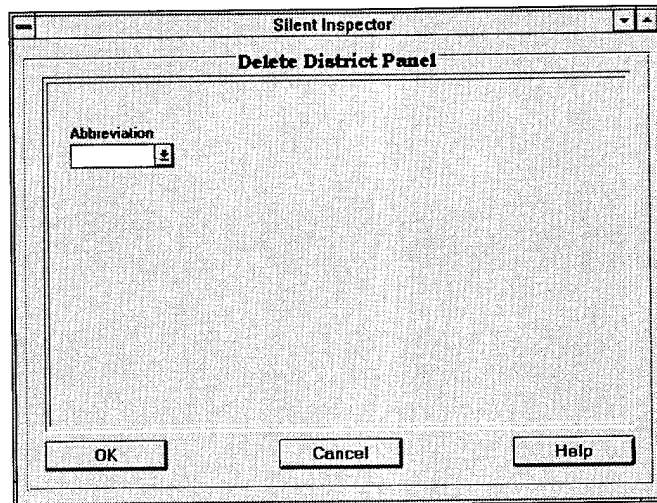 Silent Inspector
Delete District Panel
Abbreviation
OK
Cancel
Help